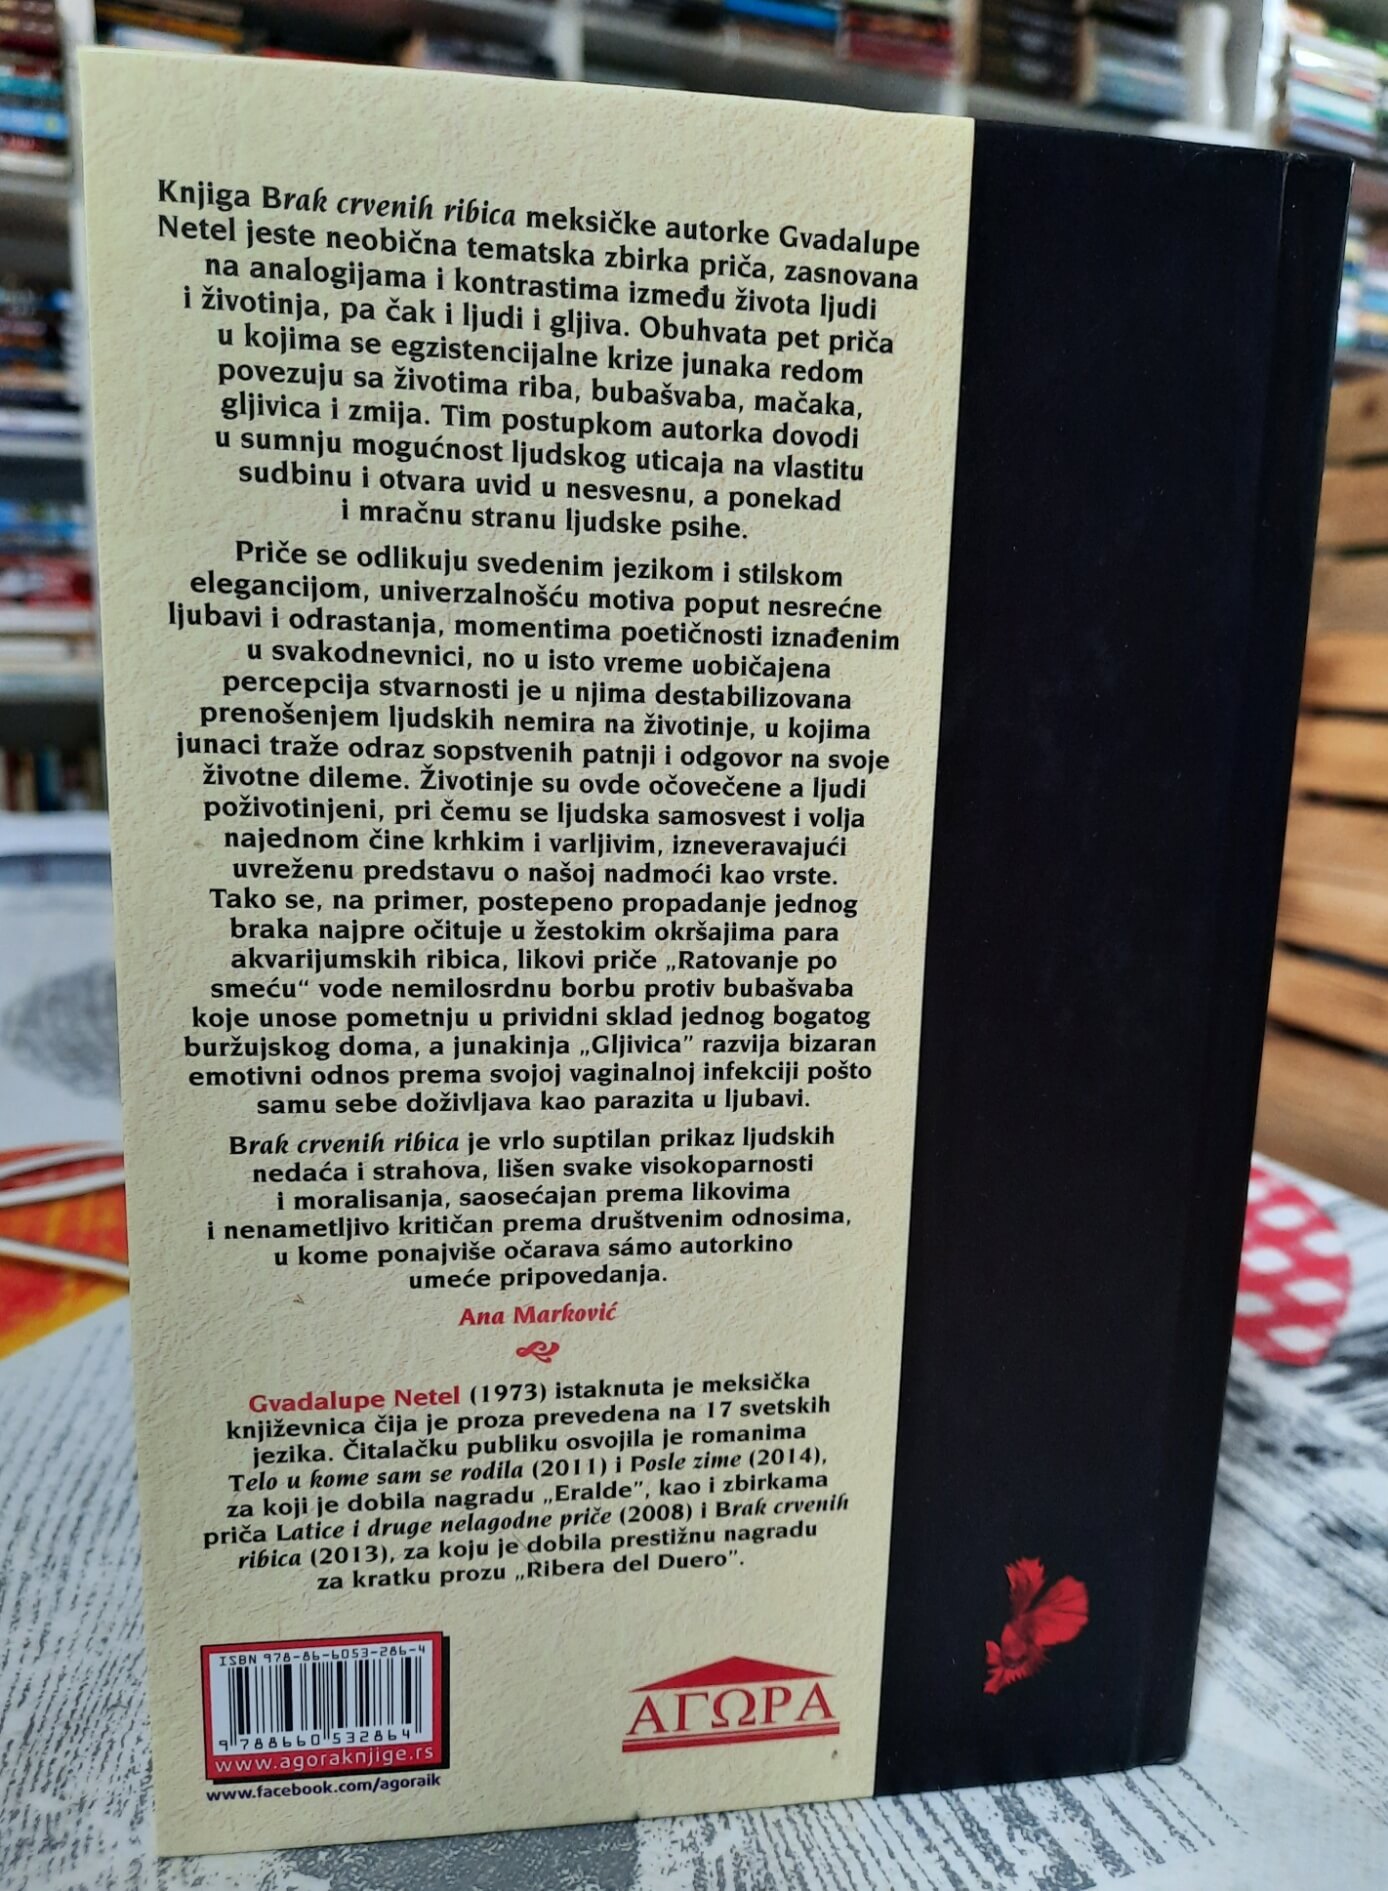 Knjiga Brak crvenih ribica meksičke autorke Gvadalupe
Netel jeste neobična tematska zbirka priča, zasnovana
na analogijama i kontrastima između života ljudi
i životinja, pa čak i ljudi i gljiva. Obuhvata pet priča
u kojima se egzistencijalne krize junaka redom
povezuju sa životima riba, bubašvaba, mačaka,
gljivica i zmija. Tim postupkom autorka dovodi
u sumnju mogućnost ljudskog uticaja na vlastitu
sudbinu i otvara uvid u nesvesnu, a ponekad
i mračnu stranu ljudske psihe.
Priče se odlikuju svedenim jezikom i stilskom
elegancijom, univerzalnošću motiva poput nesrećne
ljubavi i odrastanja, momentima poetičnosti iznađenim
u svakodnevnici, no u isto vreme uobičajena
percepcija stvarnosti je u njima destabilizovana
prenošenjem ljudskih nemira na životinje, u kojima
junaci traže odraz sopstvenih patnji i odgovor na svoje
životne dileme. Životinje su ovde očovečene a ljudi
poživotinjeni, pri čemu se ljudska samosvest i volja
najednom čine krhkim i varljivim, izneveravajući
uvreženu predstavu o našoj nadmoći kao vrste.
Tako se, na primer, postepeno propadanje jednog
braka najpre očituje u žestokim okršajima para
akvarijumskih ribica, likovi priče „Ratovanje po
smeću“ vode nemilosrdnu borbu protiv bubašvaba
koje unose pometnju u prividni sklad jednog bogatog
buržujskog doma, a junakinja „Gljivica” razvija bizaran
emotivni odnos prema svojoj vaginalnoj infekciji pošto
samu sebe doživljava kao parazita u ljubavi.
Brak crvenih ribica je vrlo suptilan prikaz ljudskih
nedaća i strahova, lišen svake visokoparnosti
i moralisanja, saosećajan prema likovima
i nenametljivo kritičan prema društvenim odnosima,
u kome ponajviše očarava sámo autorkino
umeće pripovedanja.
Ana Marković
Gvadalupe Netel (1973) istaknuta je meksička
književnica čija je proza prevedena na 17 svetskih
jezika. Čitalačku publiku osvojila je romanima
Telo u kome sam se rodila (2011) i Posle zime (2014),
za koji je dobila nagradu „Eralde”, kao i zbirkama
priča Latice i druge nelagodne priče (2008) i Brak crvenih
ribica (2013), za koju je dobila prestižnu nagradu
za kratku prozu „Ribera del Duero”.
ISBN 978-86-6053-286-4
9 788660 532864
www.agoraknjige.rs
www.facebook.com/agoraik
ΑΓΩΡΑ